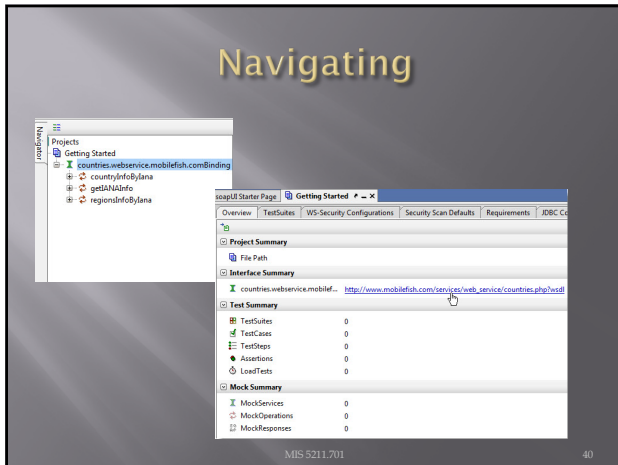 Navigating
Navigator
Projects
Getting Started
countries.webservice.mobilefish.comBinding
countryInfoByIana
getIANAInfo
regionsInfoByIana
soapUI Starter Page Getting Started
Overview TestSuites WS-Security Configurations Security Scan Defaults Requirements JDBC Co
Project Summary
File Path
Interface Summary
countries.webservice.mobilef... http://www.mobilefish.com/services/web_service/countries.php?wsdl
Test Summary
TestSuites 0
TestCases 0
TestSteps 0
Assertions 0
LoadTests 0
Mock Summary
MockServices 0
MockOperations 0
MockResponses 0
MIS 5211.701 40